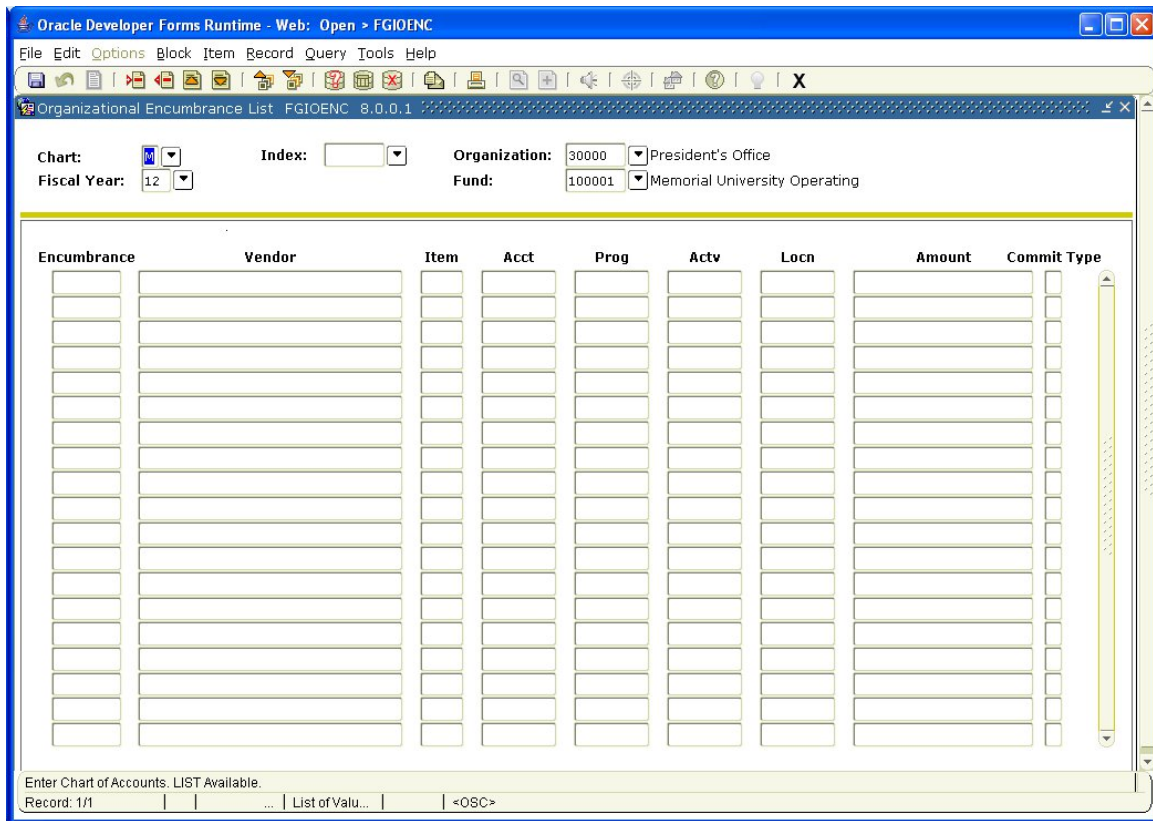 Oracle Developer Forms Runtime - Web: Open > FGIOENC
File Edit Options Block Item Record Query Tools Help
X
Organizational Encumbrance List FGIOENC 8.0.0.1
Chart: M Index: Organization: 30000 President's Office
Fiscal Year: 12 Fund: 100001 Memorial University Operating
Encumbrance Vendor Item Acct Prog Actv Locn Amount Commit Type
Enter Chart of Accounts. LIST Available.
Record: 1/1 ... List of Valu... <OSC>